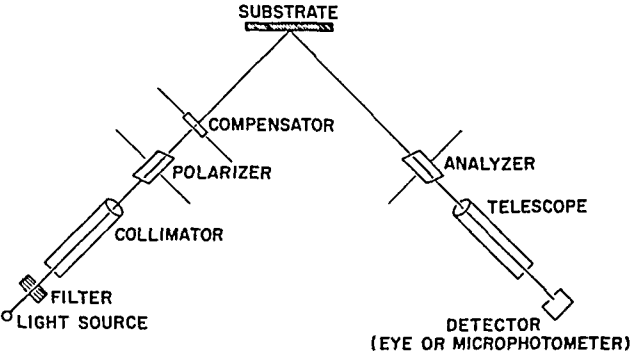 SUBSTRATE
COMPENSATOR
POLARIZER
ANALYZER
COLLIMATOR
TELESCOPE
FILTER
LIGHT SOURCE
DETECTOR
(EYE OR MICROPHOTOMETER)